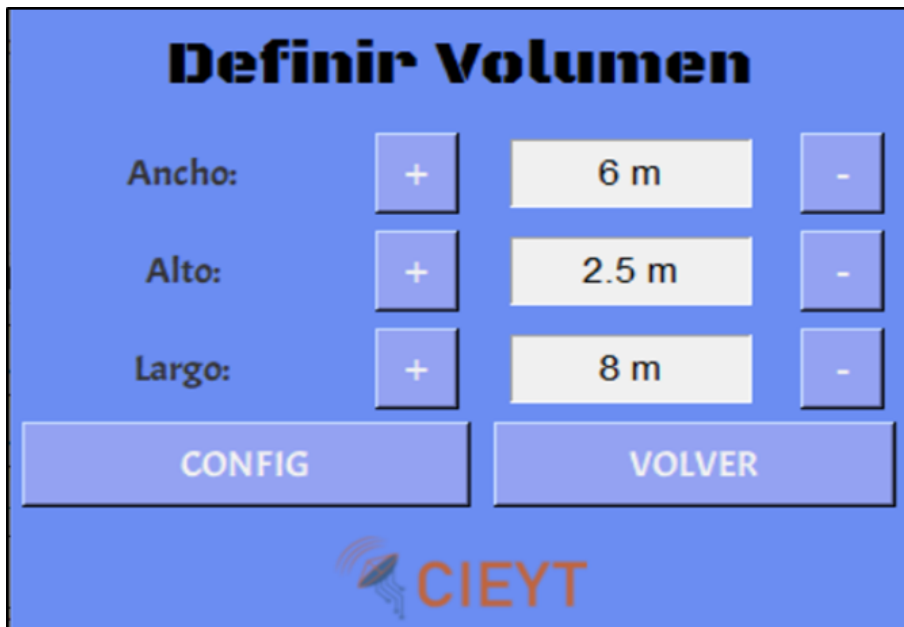 Definir Volumen
Ancho: + 6 m -
Alto: + 2.5 m -
Largo: + 8 m -
CONFIG VOLVER
CIEYT